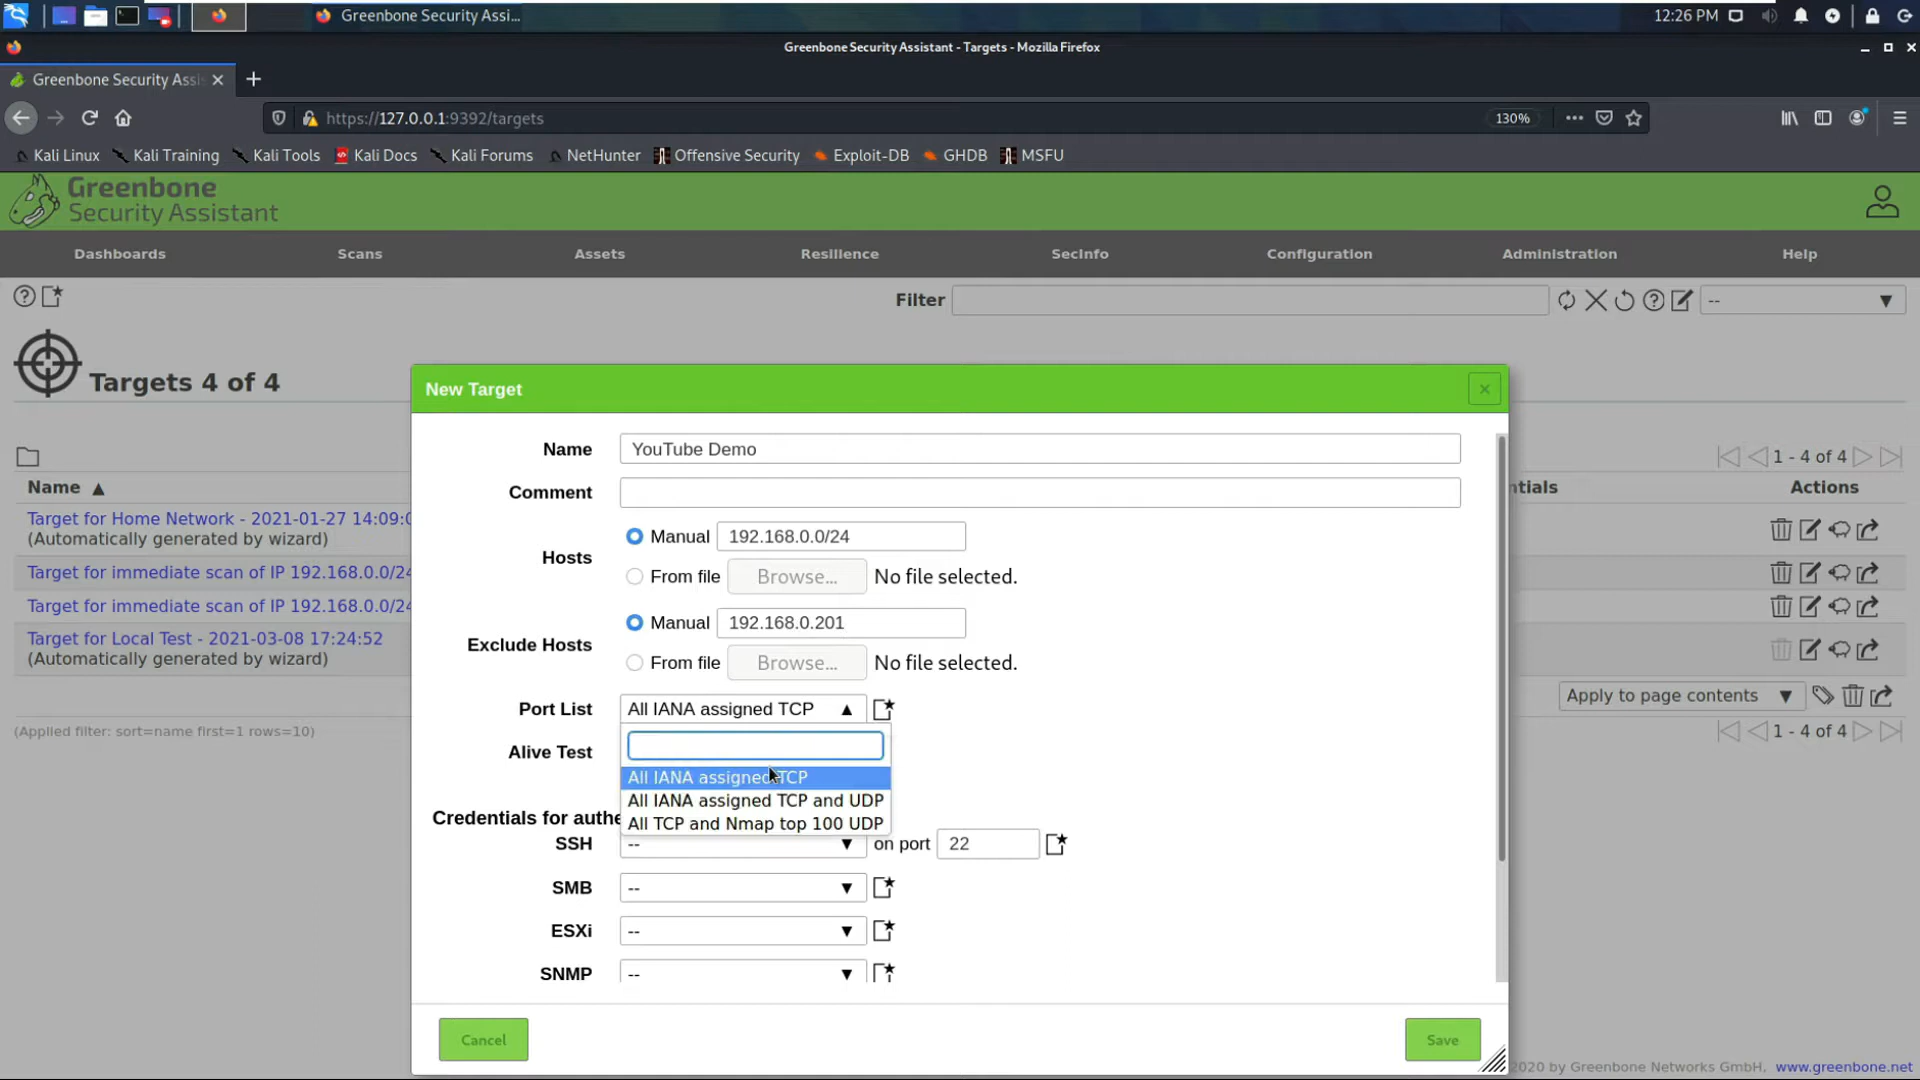 Greenbone Security Assi...
12:26 PM
Greenbone Security Assistant - Targets - Mozilla Firefox
Greenbone Security Assi
https://127.0.0.1:9392/targets
130%
Kali Linux
Kali Training
Kali Tools
Kali Docs
Kali Forums
NetHunter
Offensive Security
Exploit-DB
GHDB
MSFU
Greenbone
Security Assistant
Dashboards
Scans
Assets
Resilience
SecInfo
Configuration
Administration
Help
Filter
--
Targets 4 of 4
New Target
Name
YouTube Demo
Comment
Hosts
Manual
192.168.0.0/24
From file
Browse...
No file selected.
Exclude Hosts
Manual
192.168.0.201
From file
Browse...
No file selected.
Port List
All IANA assigned TCP
Alive Test
All IANA assigned TCP
All IANA assigned TCP and UDP
All TCP and Nmap top 100 UDP
Credentials for authe
SSH
--
on port
22
SMB
--
ESXi
--
SNMP
--
Cancel
Save
1 - 4 of 4
Name ▲
ntials
Actions
Target for Home Network - 2021-01-27 14:09:0
(Automatically generated by wizard)
Target for immediate scan of IP 192.168.0.0/24
Target for immediate scan of IP 192.168.0.0/24
Target for Local Test - 2021-03-08 17:24:52
(Automatically generated by wizard)
Apply to page contents
(Applied filter: sort=name first=1 rows=10)
1 - 4 of 4
2020 by Greenbone Networks GmbH, www.greenbone.net